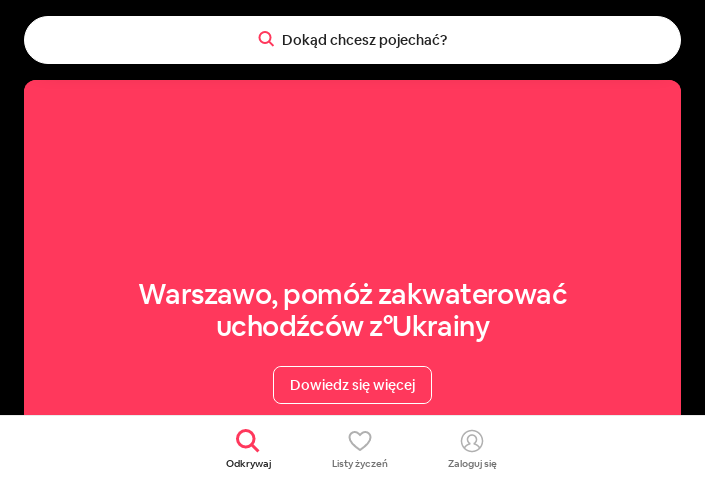 Dokąd chcesz pojechać?
Warszawo, pomóż zakwaterować
uchodźców z°Ukrainy
Dowiedz się więcej
Odkrywaj
Listy życzeń
Zaloguj się